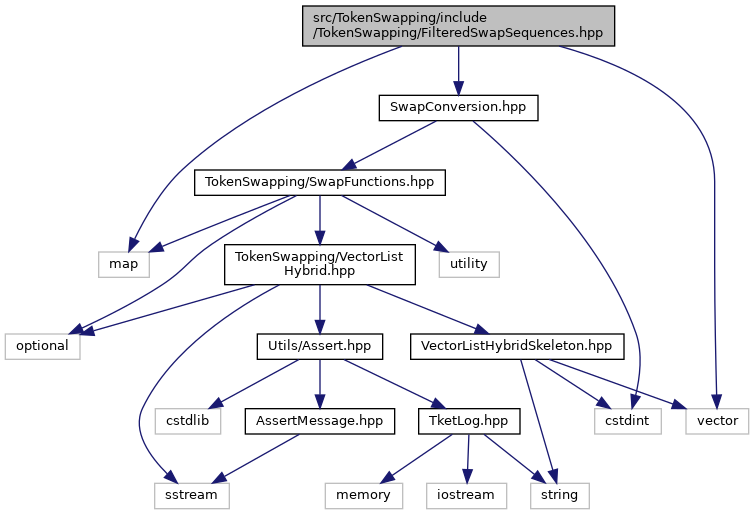 src/TokenSwapping/include
/TokenSwapping/FilteredSwapSequences.hpp
SwapConversion.hpp
TokenSwapping/SwapFunctions.hpp
map
TokenSwapping/VectorList
Hybrid.hpp
utility
optional
Utils/Assert.hpp
VectorListHybridSkeleton.hpp
cstdlib
AssertMessage.hpp
TketLog.hpp
cstdint
vector
sstream
memory
iostream
string